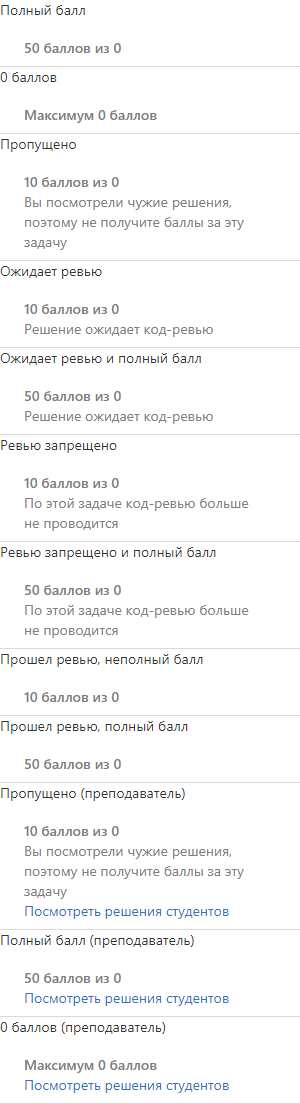 Полный балл
50 баллов из 0
0 баллов
Максимум 0 баллов
Пропущено
10 баллов из 0
Вы посмотрели чужие решения,
поэтому не получите баллы за эту
задачу
Ожидает ревью
10 баллов из 0
Решение ожидает код-ревью
Ожидает ревью и полный балл
50 баллов из 0
Решение ожидает код-ревью
Ревью запрещено
10 баллов из 0
По этой задаче код-ревью больше
не проводится
Ревью запрещено и полный балл
50 баллов из 0
По этой задаче код-ревью больше
не проводится
Прошел ревью, неполный балл
10 баллов из 0
Прошел ревью, полный балл
50 баллов из 0
Пропущено (преподаватель)
10 баллов из 0
Вы посмотрели чужие решения,
поэтому не получите баллы за эту
задачу
Посмотреть решения студентов
Полный балл (преподаватель)
50 баллов из 0
Посмотреть решения студентов
0 баллов (преподаватель)
Максимум 0 баллов
Посмотреть решения студентов